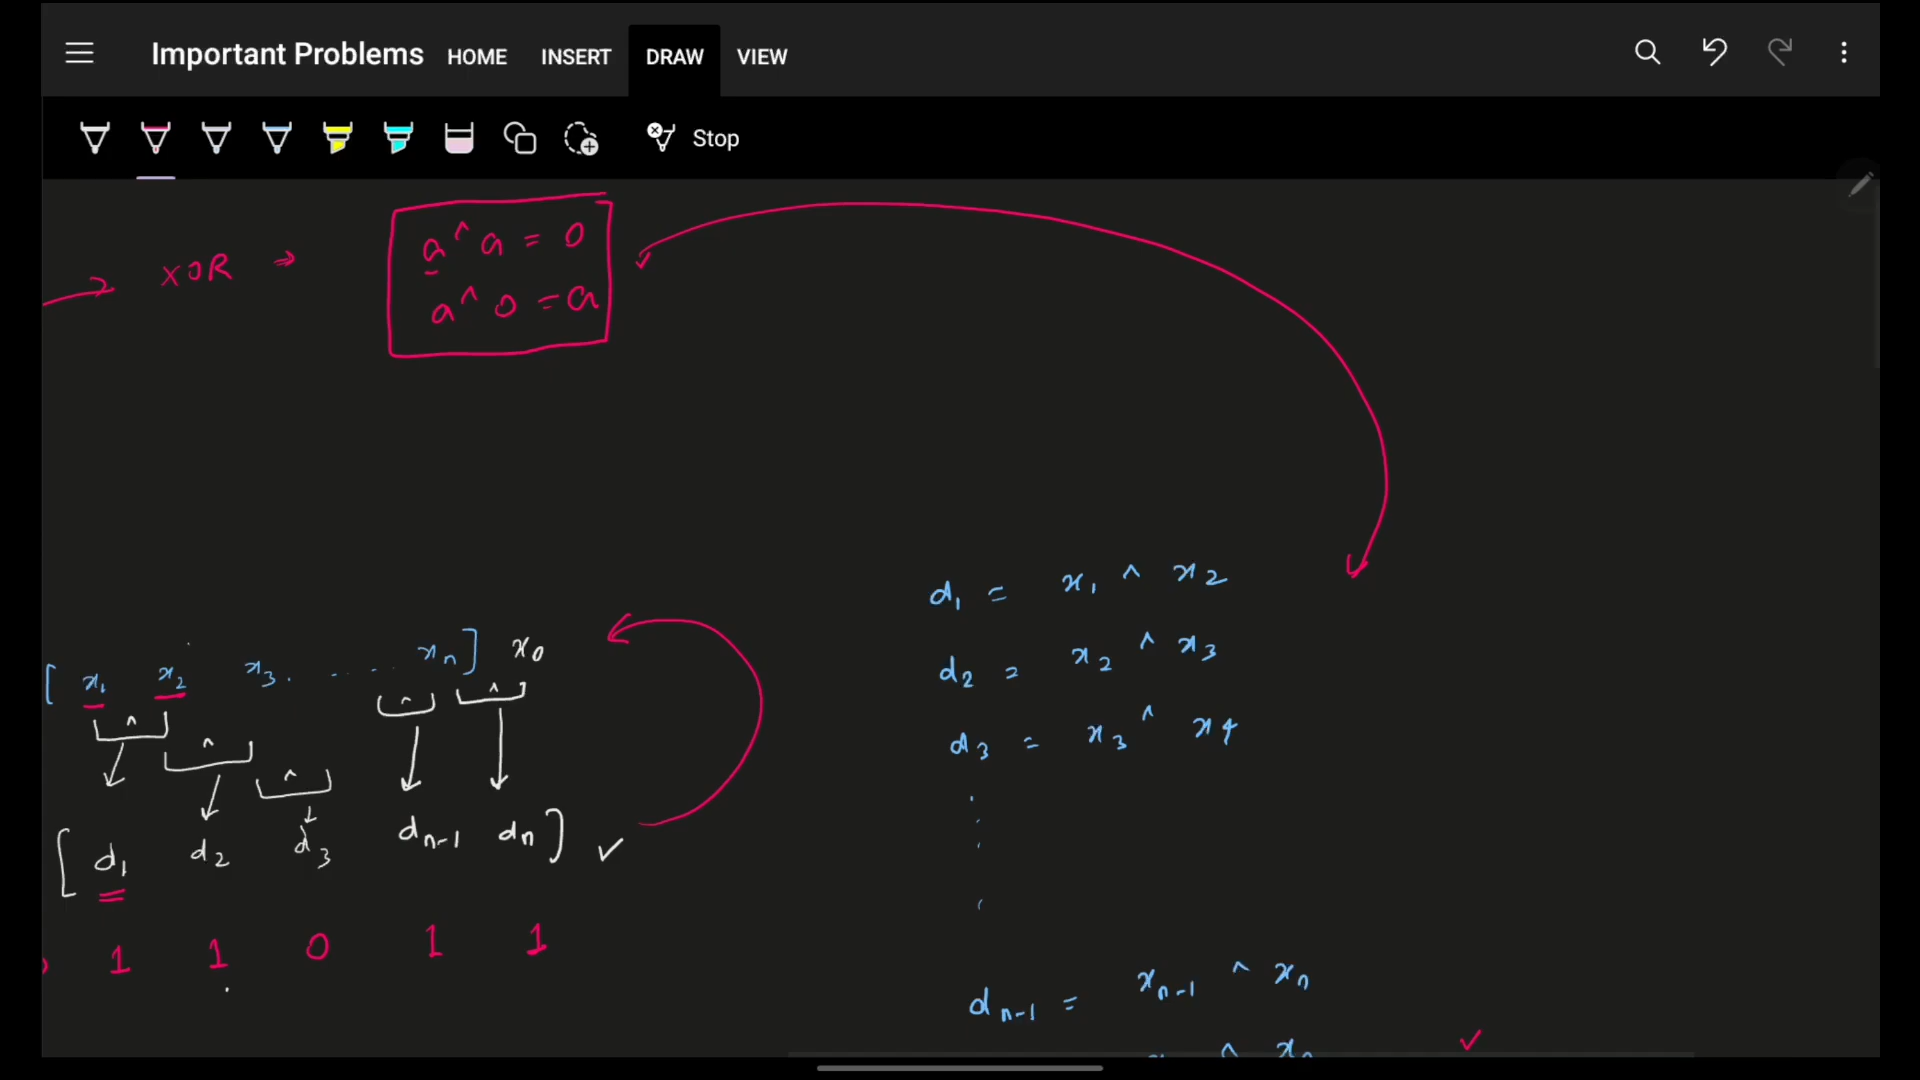 Important Problems HOME INSERT DRAW VIEW
Stop
XOR ⇒
a ^ a = 0
a ^ 0 = a
d1 = x1 ^ x2
d2 = x2 ^ x3
d3 = x3 ^ x4
[ x1 x2 x3 . . . . . xn ] x0
^ ^ ^ ^ ^
[ d1 d2 d3 dn-1 dn ] ✓
1 1 0 1 1
dn-1 = xn-1 ^ xn